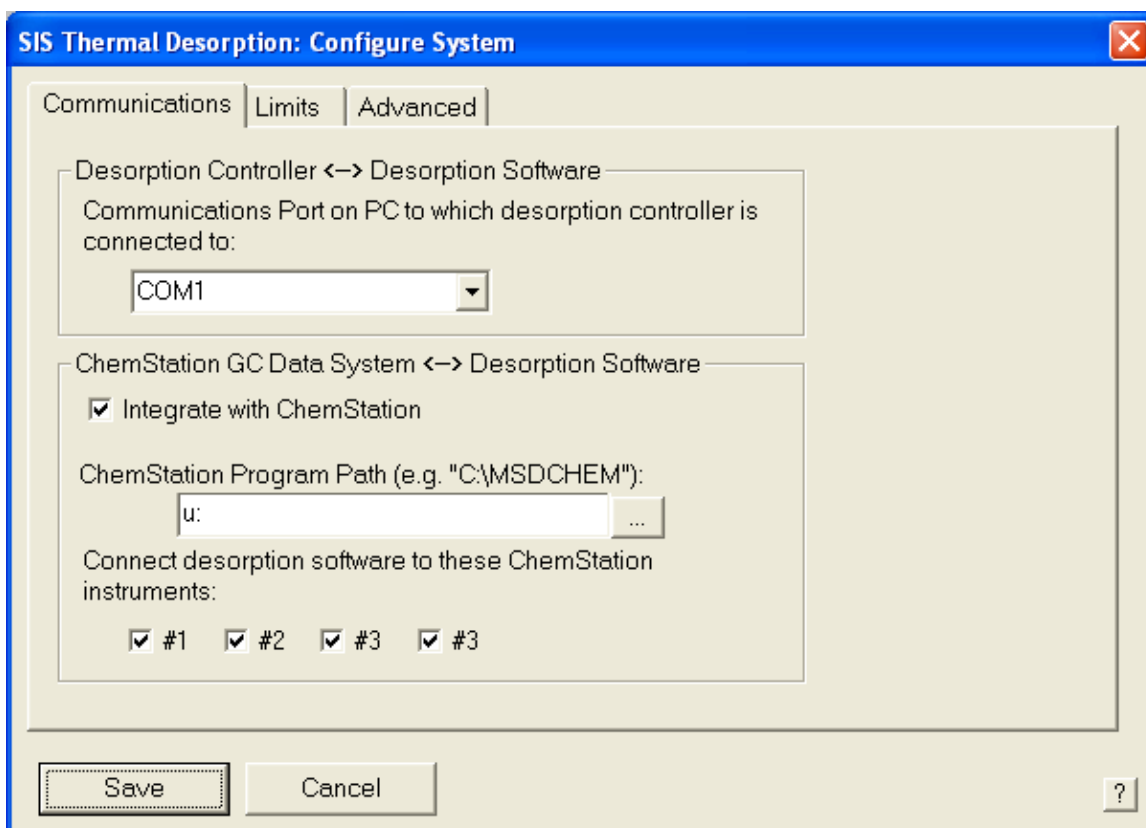 SIS Thermal Desorption: Configure System
Communications Limits Advanced
Desorption Controller <–> Desorption Software
Communications Port on PC to which desorption controller is
connected to:
COM1
ChemStation GC Data System <–> Desorption Software
Integrate with ChemStation
ChemStation Program Path (e.g. "C:\MSDCHEM"):
u:
...
Connect desorption software to these ChemStation
instruments:
#1 #2 #3 #3
Save Cancel ?